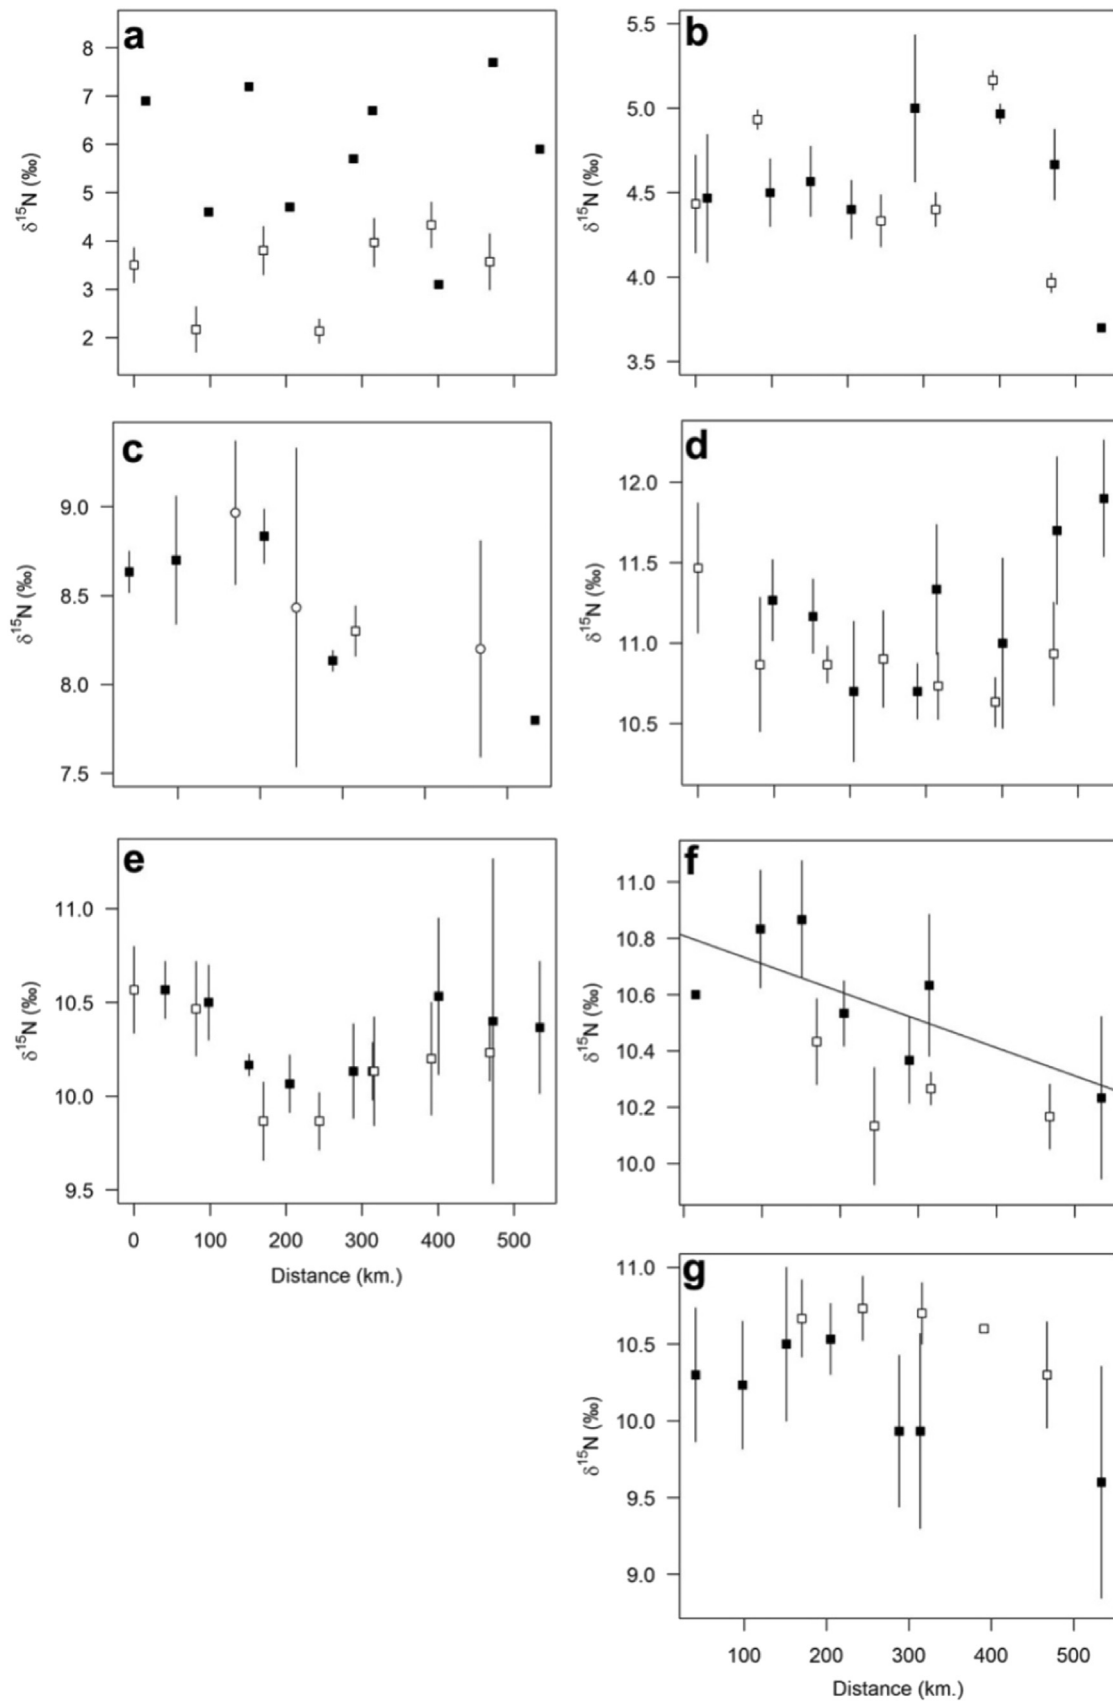 a
8
7
6
5
4
3
2
δ15N (‰)
b
5.5
5.0
4.5
4.0
3.5
δ15N (‰)
c
9.0
8.5
8.0
7.5
δ15N (‰)
d
12.0
11.5
11.0
10.5
δ15N (‰)
e
11.0
10.5
10.0
9.5
δ15N (‰)
0 100 200 300 400 500
Distance (km.)
f
11.0
10.8
10.6
10.4
10.2
10.0
δ15N (‰)
g
11.0
10.5
10.0
9.5
9.0
δ15N (‰)
100 200 300 400 500
Distance (km.)